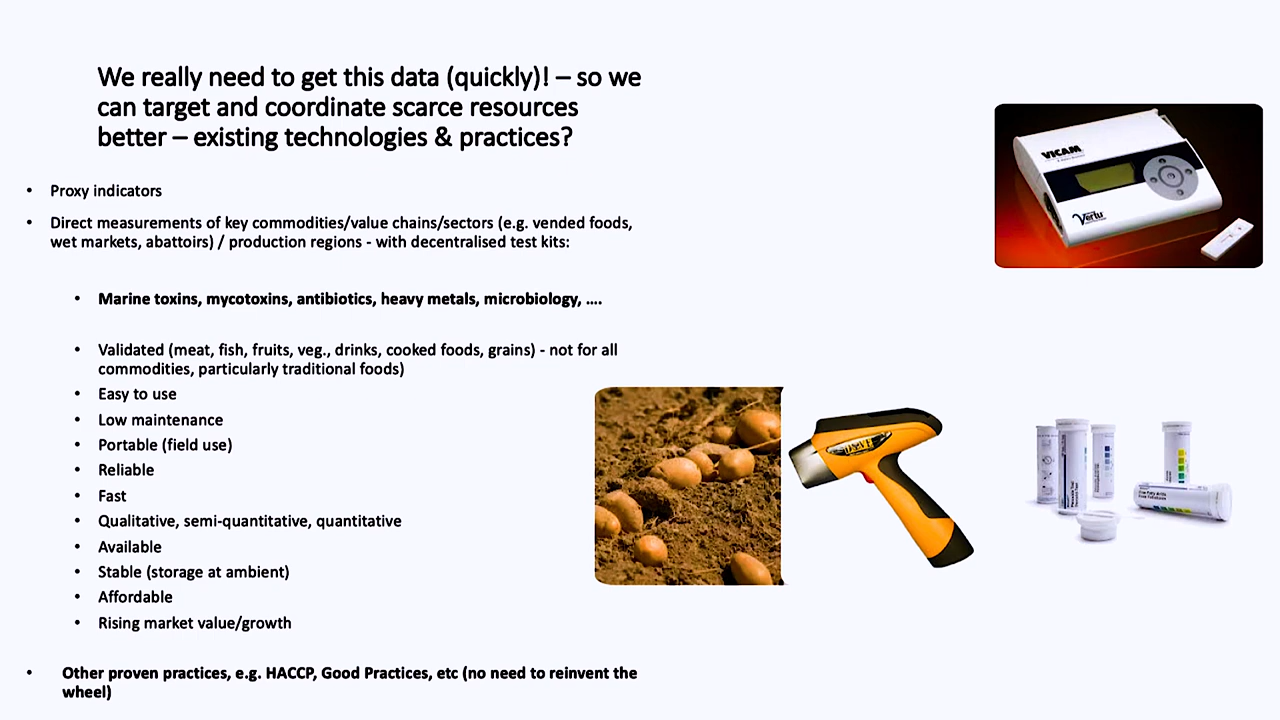 We really need to get this data (quickly)! – so we
can target and coordinate scarce resources
better – existing technologies & practices?
• Proxy indicators
• Direct measurements of key commodities/value chains/sectors (e.g. vended foods,
wet markets, abattoirs) / production regions - with decentralised test kits:
• Marine toxins, mycotoxins, antibiotics, heavy metals, microbiology, ….
• Validated (meat, fish, fruits, veg., drinks, cooked foods, grains) - not for all
commodities, particularly traditional foods)
• Easy to use
• Low maintenance
• Portable (field use)
• Reliable
• Fast
• Qualitative, semi-quantitative, quantitative
• Available
• Stable (storage at ambient)
• Affordable
• Rising market value/growth
• Other proven practices, e.g. HACCP, Good Practices, etc (no need to reinvent the
wheel)
VICAM
Vertu